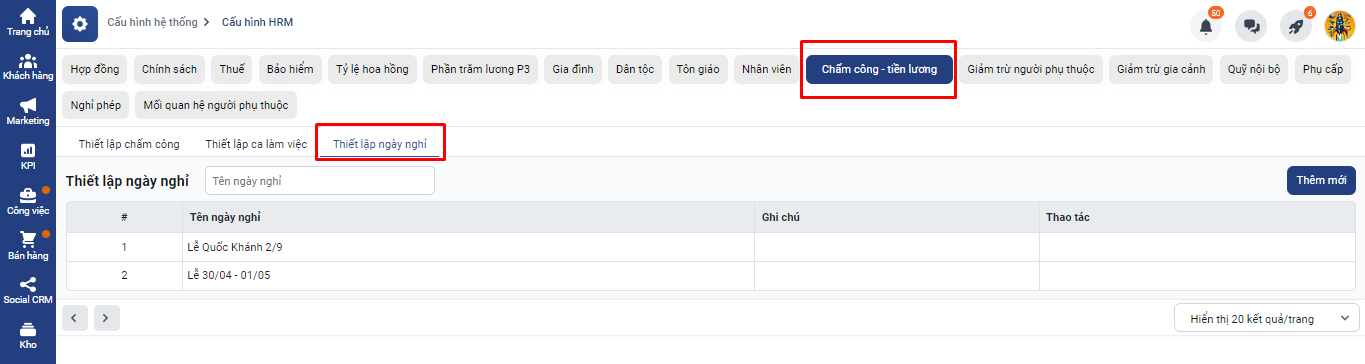 Trang chủ
Khách hàng
Marketing
KPI
Công việc
Bán hàng
Social CRM
Kho
Cấu hình hệ thống > Cấu hình HRM
50
6
Hợp đồng Chính sách Thuế Bảo hiểm Tỷ lệ hoa hồng Phần trăm lương P3 Gia đình Dân tộc Tôn giáo Nhân viên Chấm công - tiền lương Giảm trừ người phụ thuộc Giảm trừ gia cảnh Quỹ nội bộ Phụ cấp
Nghỉ phép Mối quan hệ người phụ thuộc
Thiết lập chấm công Thiết lập ca làm việc Thiết lập ngày nghỉ
Thiết lập ngày nghỉ Tên ngày nghỉ Thêm mới
# Tên ngày nghỉ Ghi chú Thao tác
1 Lễ Quốc Khánh 2/9
2 Lễ 30/04 - 01/05
Hiển thị 20 kết quả/trang